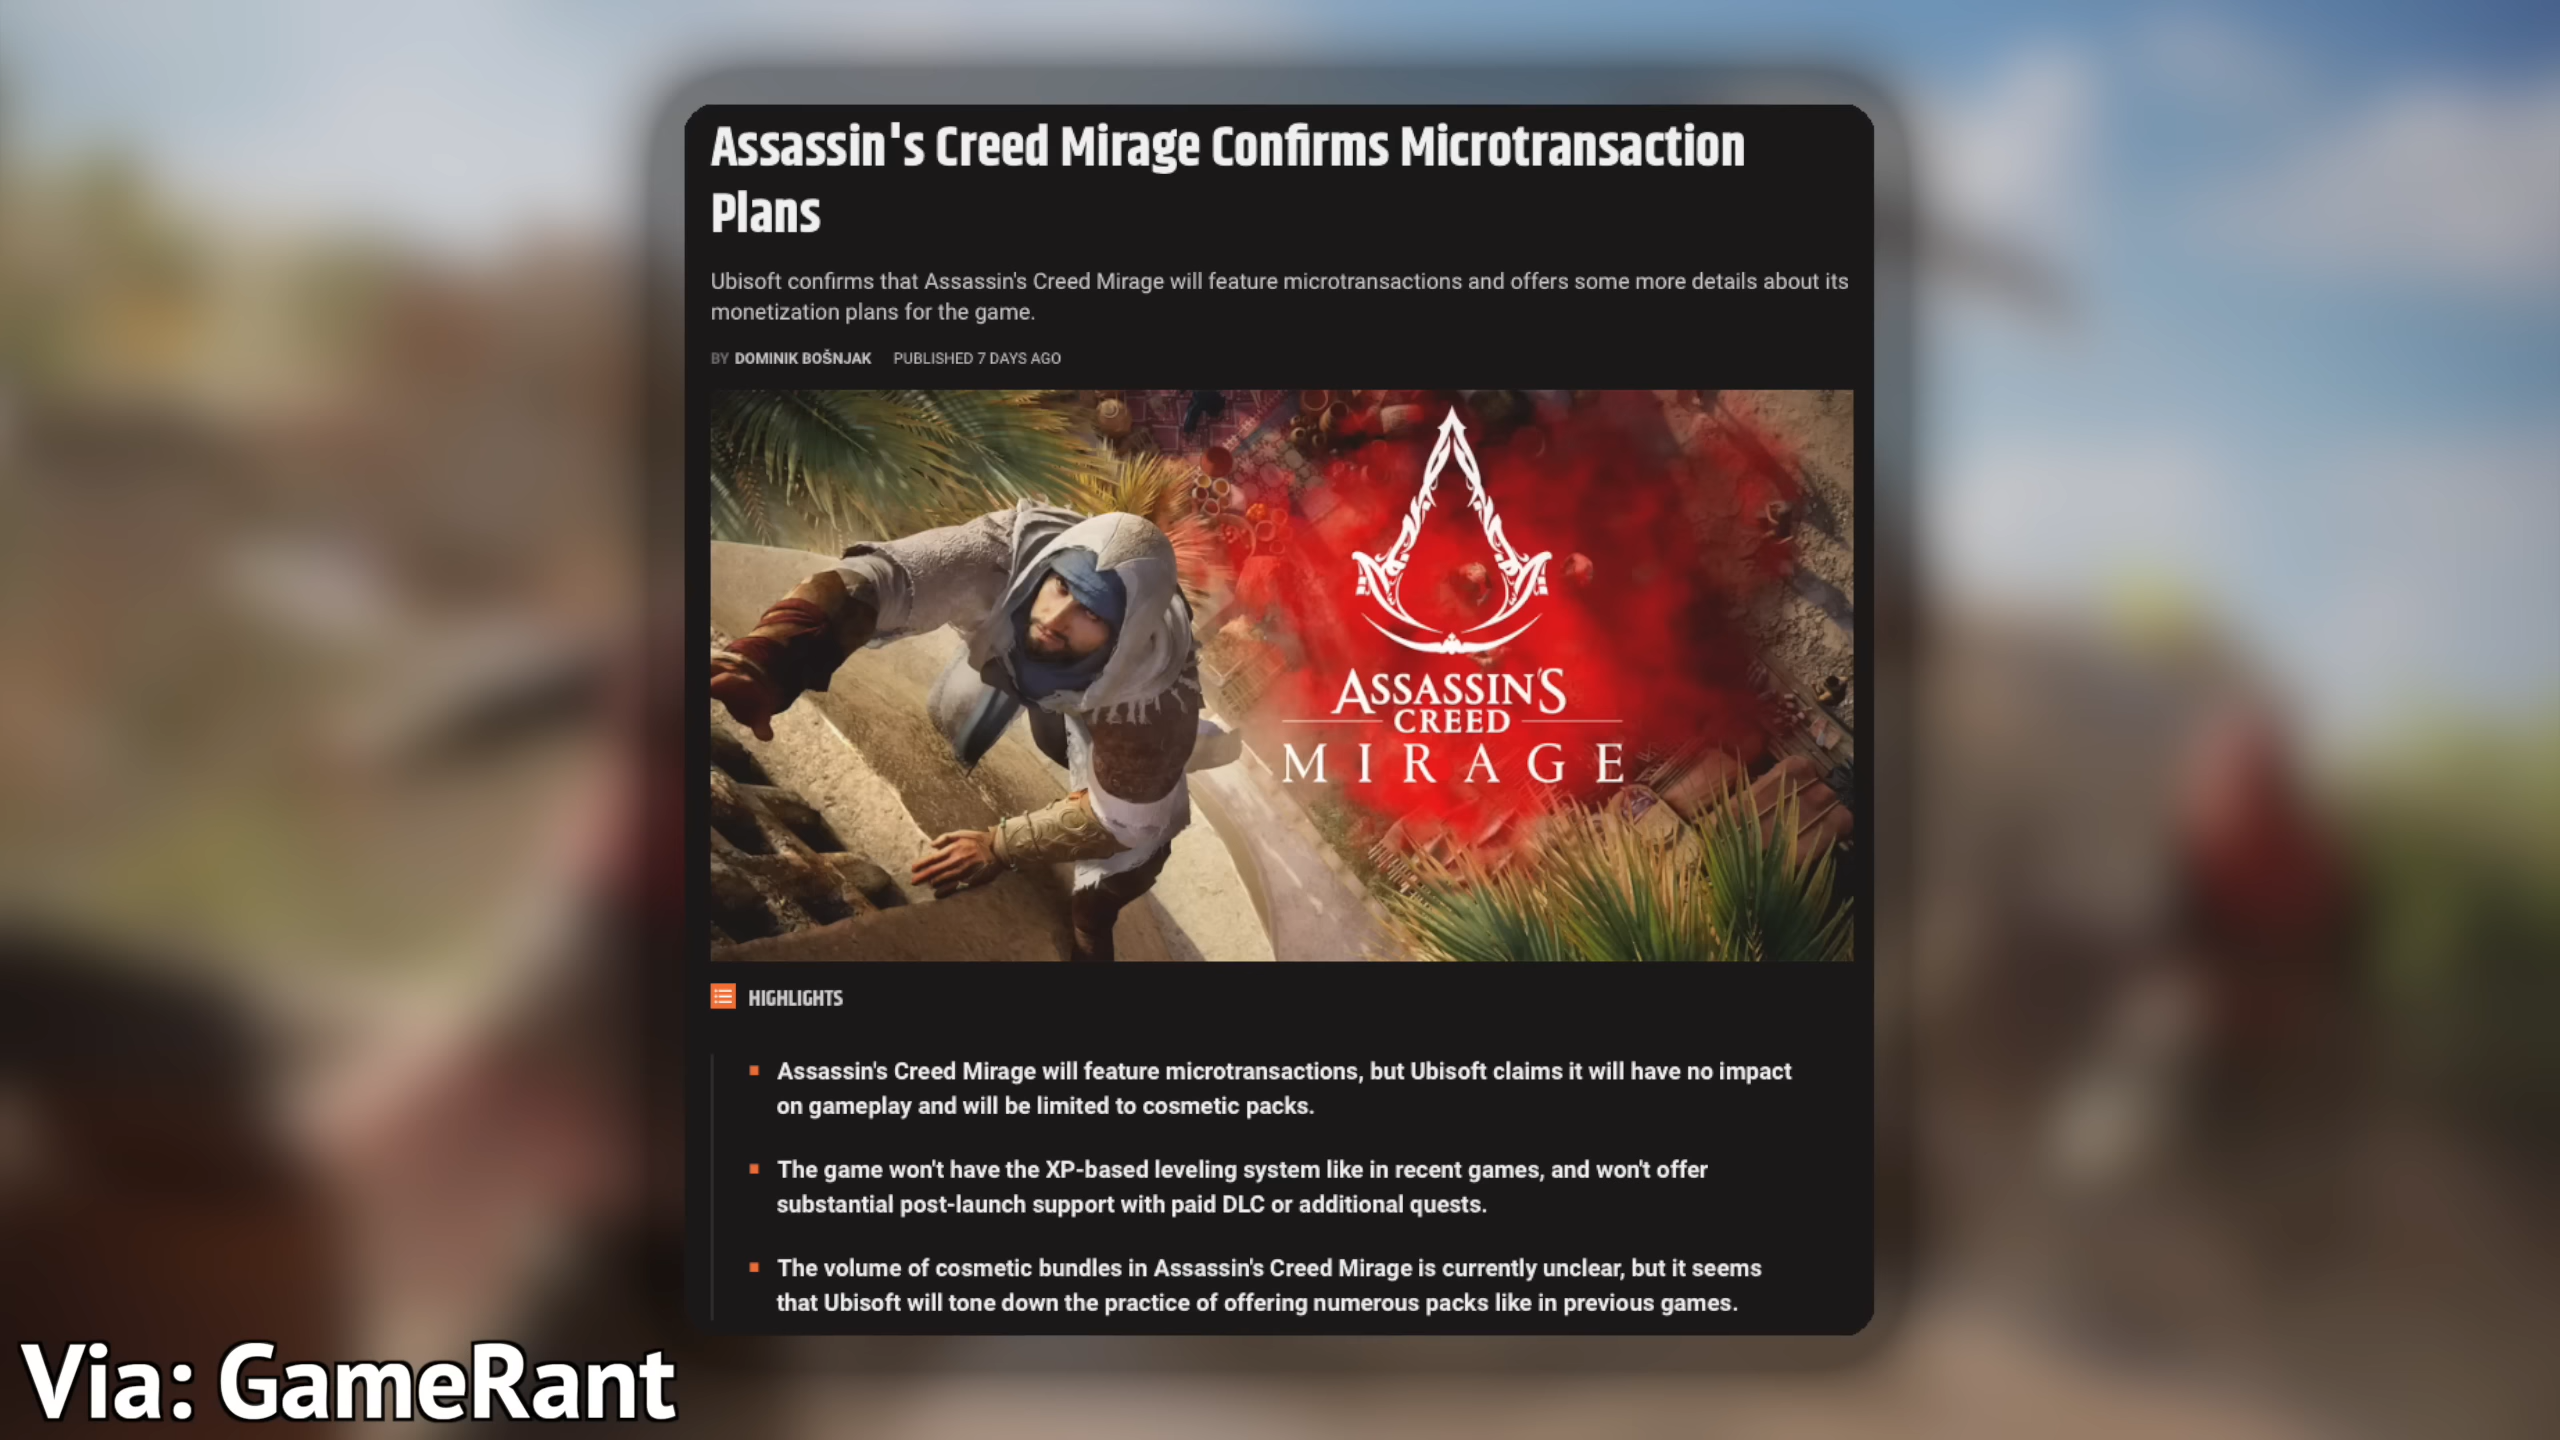 Assassin's Creed Mirage Confirms Microtransaction
Plans
Ubisoft confirms that Assassin's Creed Mirage will feature microtransactions and offers some more details about its
monetization plans for the game.
BY DOMINIK BOŠNJAK PUBLISHED 7 DAYS AGO
ASSASSIN'S
CREED
MIRAGE
HIGHLIGHTS
Assassin's Creed Mirage will feature microtransactions, but Ubisoft claims it will have no impact
on gameplay and will be limited to cosmetic packs.
The game won't have the XP-based leveling system like in recent games, and won't offer
substantial post-launch support with paid DLC or additional quests.
The volume of cosmetic bundles in Assassin's Creed Mirage is currently unclear, but it seems
that Ubisoft will tone down the practice of offering numerous packs like in previous games.
Via: GameRant